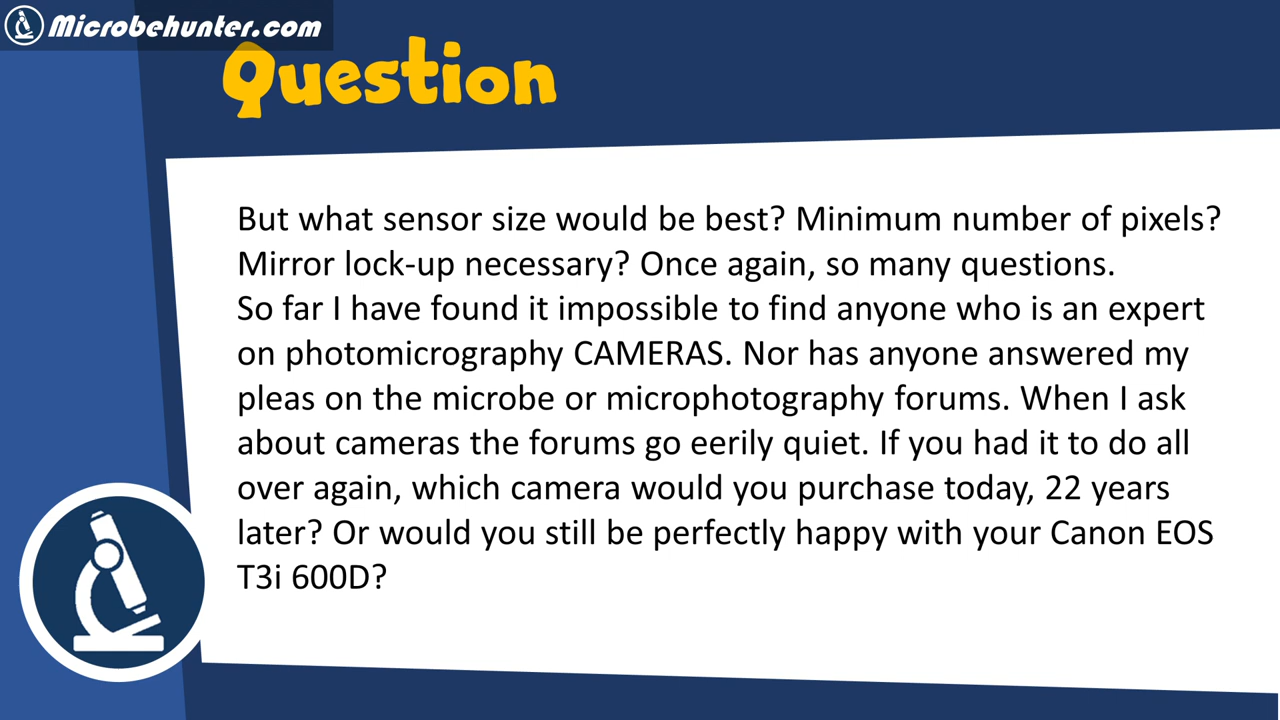 Microbehunter.com
Question
But what sensor size would be best? Minimum number of pixels?
Mirror lock-up necessary? Once again, so many questions.
So far I have found it impossible to find anyone who is an expert
on photomicrography CAMERAS. Nor has anyone answered my
pleas on the microbe or microphotography forums. When I ask
about cameras the forums go eerily quiet. If you had it to do all
over again, which camera would you purchase today, 22 years
later? Or would you still be perfectly happy with your Canon EOS
T3i 600D?